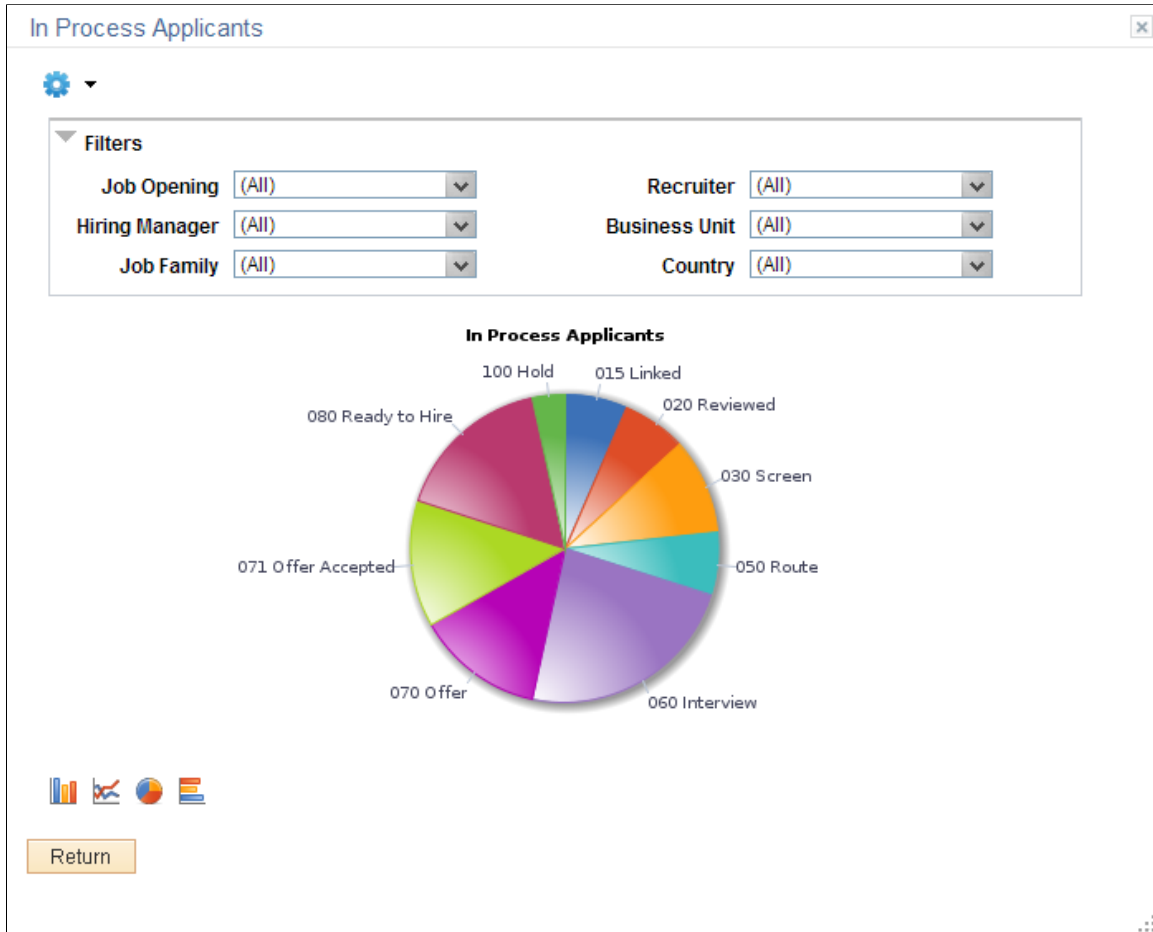 In Process Applicants
Filters
Job Opening (All) Recruiter (All)
Hiring Manager (All) Business Unit (All)
Job Family (All) Country (All)
In Process Applicants
100 Hold 015 Linked
080 Ready to Hire 020 Reviewed
030 Screen
071 Offer Accepted 050 Route
070 Offer 060 Interview
Return